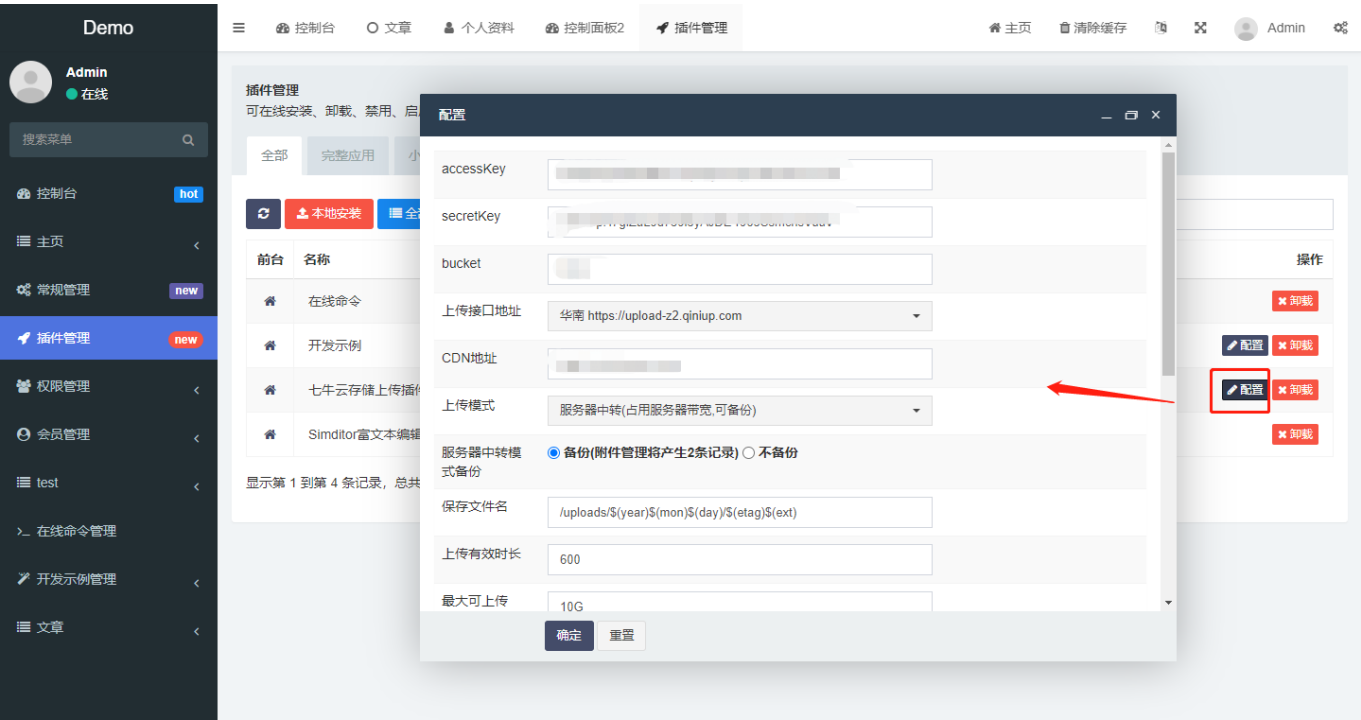 Demo
控制台
文章
个人资料
控制面板2
插件管理
主页
清除缓存
Admin
Admin
在线
搜索菜单
控制台 hot
主页
常规管理 new
插件管理 new
权限管理
会员管理
test
在线命令管理
开发示例管理
文章
插件管理
可在线安装、卸载、禁用、启
全部
完整应用
小
本地安装
全
前台 名称 操作
在线命令 卸载
开发示例 配置 卸载
七牛云存储上传插件 配置 卸载
Simditor富文本编辑 卸载
显示第 1 到第 4 条记录，总共
配置
accessKey
secretKey
bucket
上传接口地址 华南 https://upload-z2.qiniup.com
CDN地址
上传模式 服务器中转(占用服务器带宽,可备份)
服务器中转模
式备份
备份(附件管理将产生2条记录) 不备份
保存文件名 /uploads/$(year)$(mon)$(day)/$(etag)$(ext)
上传有效时长 600
最大可上传 10G
确定 重置